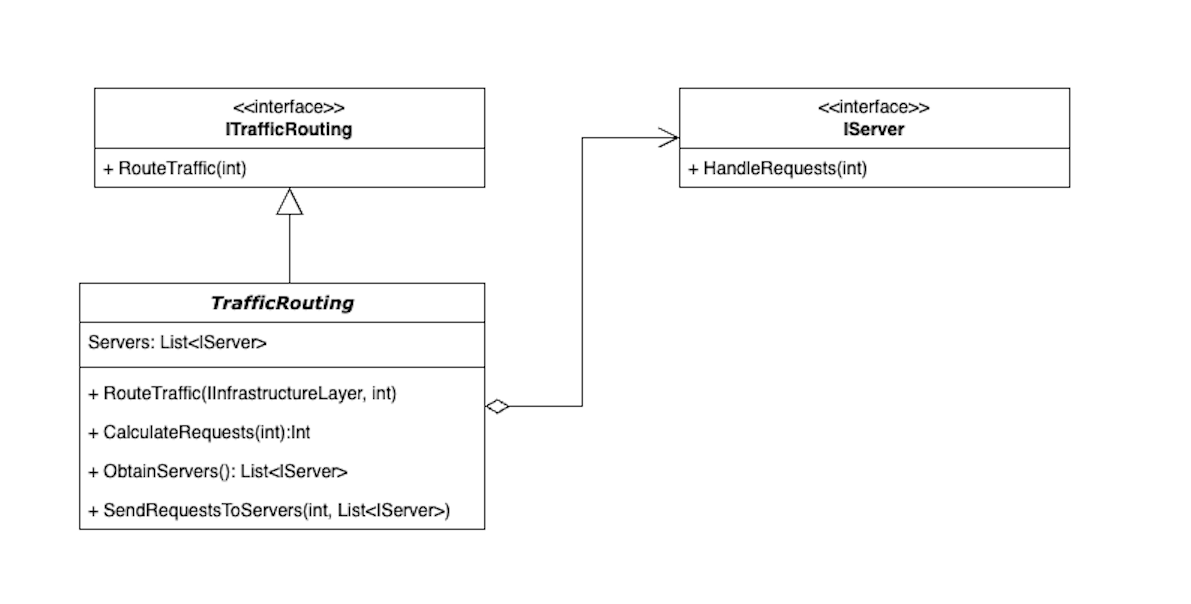 <<interface>>
ITrafficRouting
+ RouteTraffic(int)
<<interface>>
IServer
+ HandleRequests(int)
TrafficRouting
Servers: List<IServer>
+ RouteTraffic(IInfrastructureLayer, int)
+ CalculateRequests(int):Int
+ ObtainServers(): List<IServer>
+ SendRequestsToServers(int, List<IServer>)